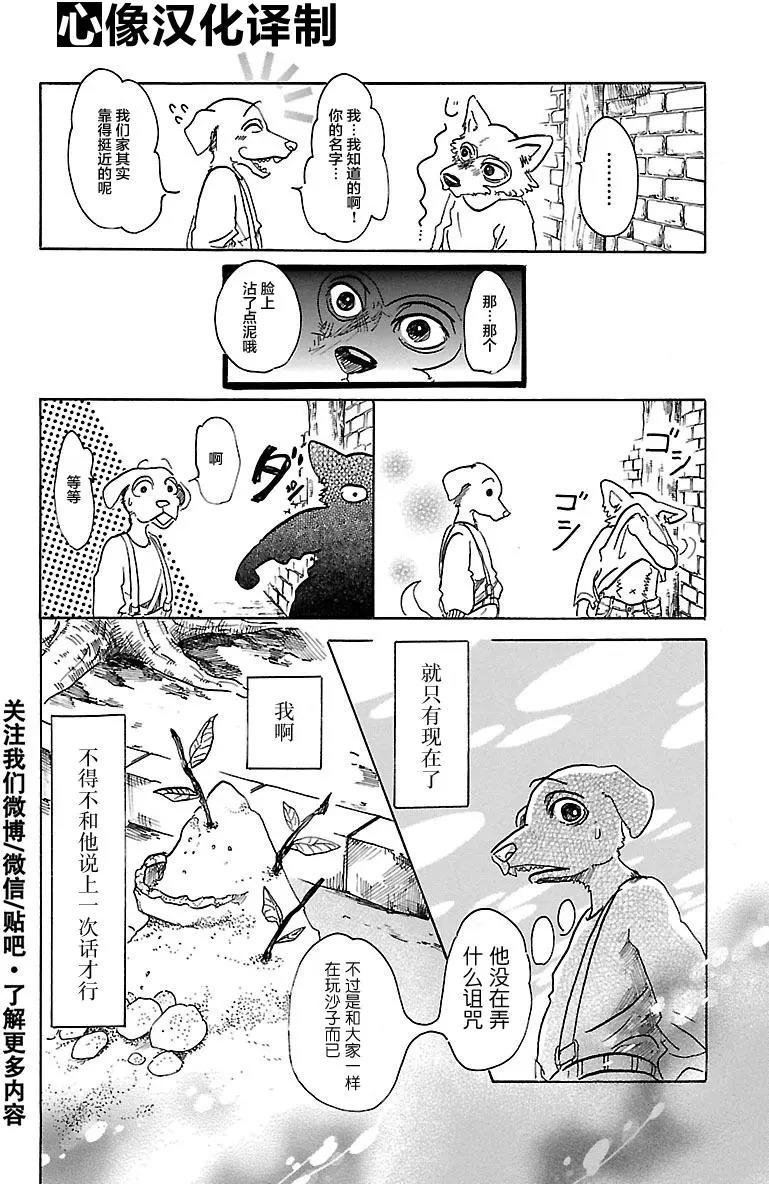 心像汉化译制
………
我…我知道的啊！
你的名字…
我们家其实
靠得挺近的呢
那…那个
脸上
沾了点泥哦
ゴシ
ゴシ
ダッ
啊
等等
就只有现在了
他没在弄
什么诅咒
不过是和大家一样
在玩沙子而已
我啊
不得不和他说上一次话才行
关注我们微博/微信/贴吧·了解更多内容